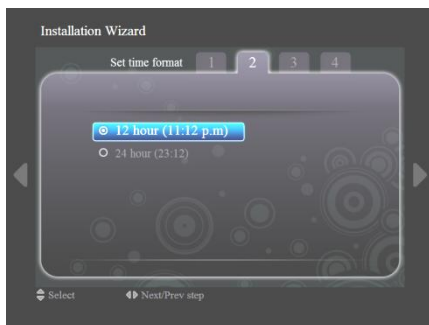 Installation Wizard
Set time format 1 2 3 4
12 hour (11:12 p.m)
24 hour (23:12)
Select Next/Prev step